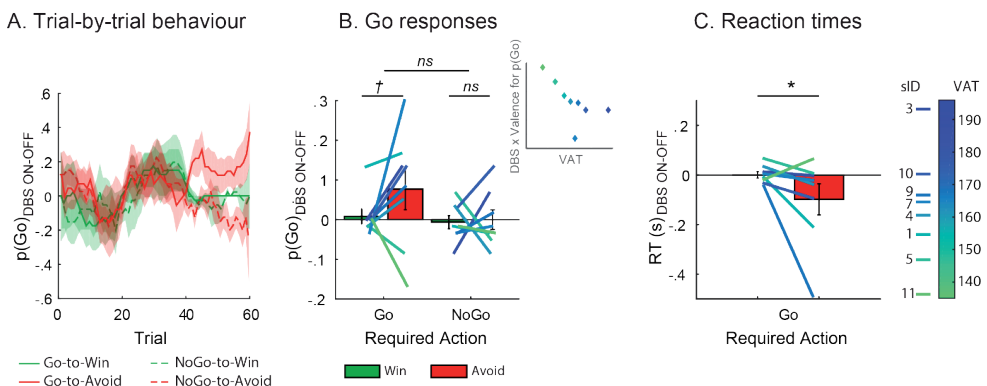 A. Trial-by-trial behaviour
B. Go responses
C. Reaction times
p(Go)DBS ON-OFF
.6
.4
.2
0
-.2
-.4
-.6
0
20
40
60
Trial
Go-to-Win
NoGo-to-Win
Go-to-Avoid
NoGo-to-Avoid
p(Go)DBS ON-OFF
.3
.2
.1
0
-.1
-.2
ns
†
ns
Go
NoGo
Required Action
Win
Avoid
DBS x Valence for p(Go)
VAT
RT (s)DBS ON-OFF
.2
0
-.2
-.4
*
Go
Required Action
sID
VAT
3
10
9
7
4
1
5
11
190
180
170
160
150
140